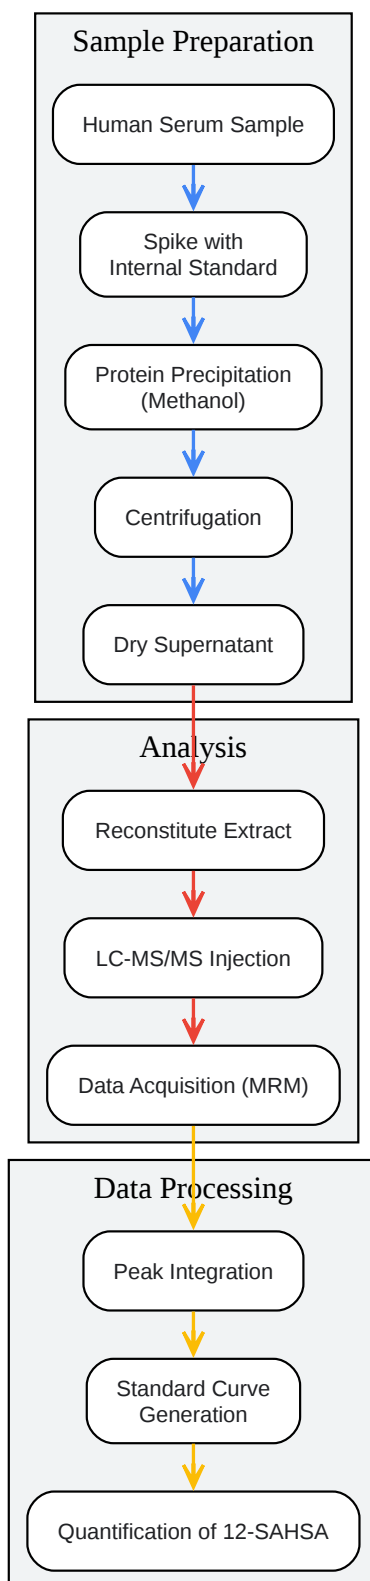 Sample Preparation
Human Serum Sample
Spike with
Internal Standard
Protein Precipitation
(Methanol)
Centrifugation
Dry Supernatant
Analysis
Reconstitute Extract
LC-MS/MS Injection
Data Acquisition (MRM)
Data Processing
Peak Integration
Standard Curve
Generation
Quantification of 12-SAHSA